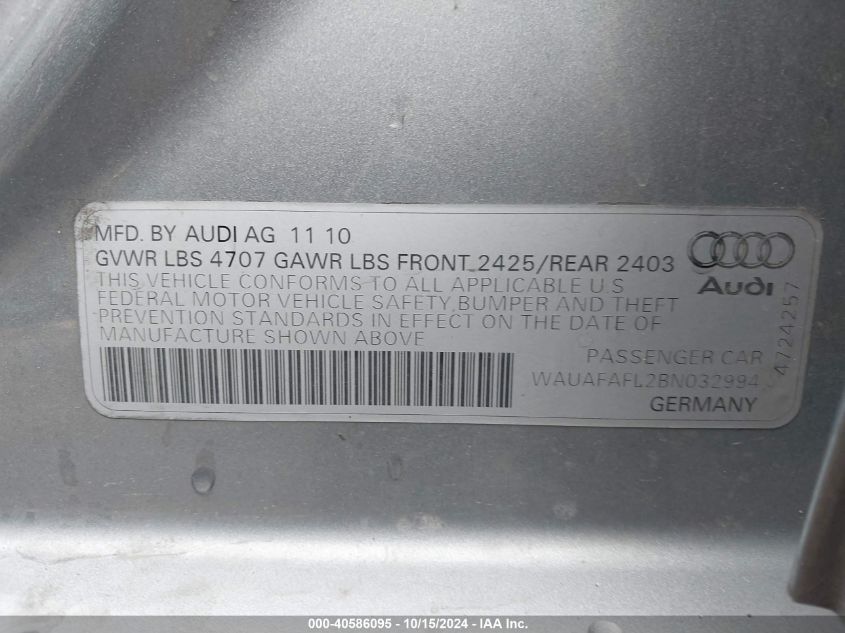 MFD. BY AUDI AG 11 10
GVWR LBS 4707 GAWR LBS FRONT 2425/REAR 2403
THIS VEHICLE CONFORMS TO ALL APPLICABLE U S
FEDERAL MOTOR VEHICLE SAFETY,BUMPER AND THEFT
PREVENTION STANDARDS IN EFFECT ON THE DATE OF
MANUFACTURE SHOWN ABOVE
Audi
PASSENGER CAR
WAUAFAFL2BN032994
GERMANY
4724257
000-40586095 - 10/15/2024 - IAA Inc.